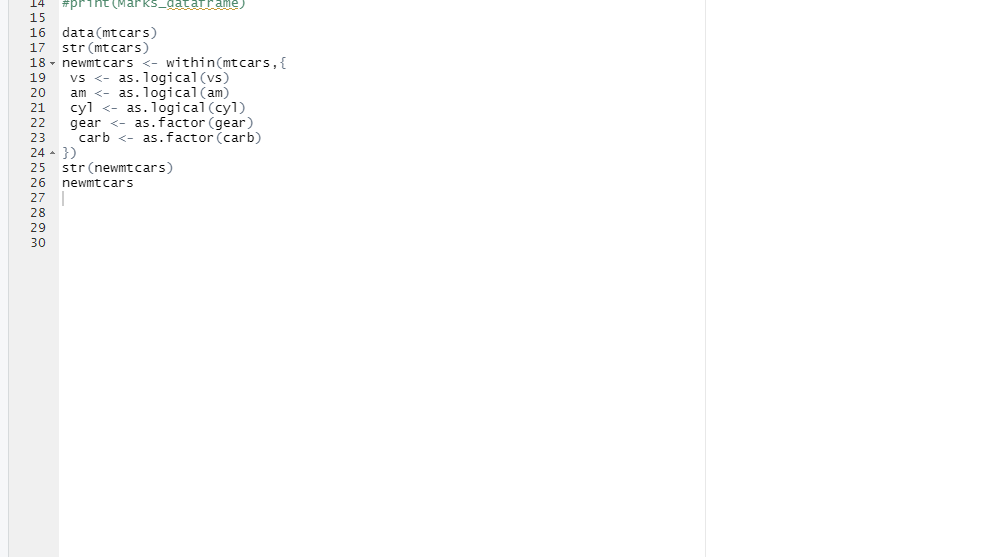 14 #print(Marks_dataframe)
15
16 data(mtcars)
17 str(mtcars)
18 newmtcars <- within(mtcars,{
19 vs <- as.logical(vs)
20 am <- as.logical(am)
21 cyl <- as.logical(cyl)
22 gear <- as.factor(gear)
23 carb <- as.factor(carb)
24 })
25 str(newmtcars)
26 newmtcars
27
28
29
30